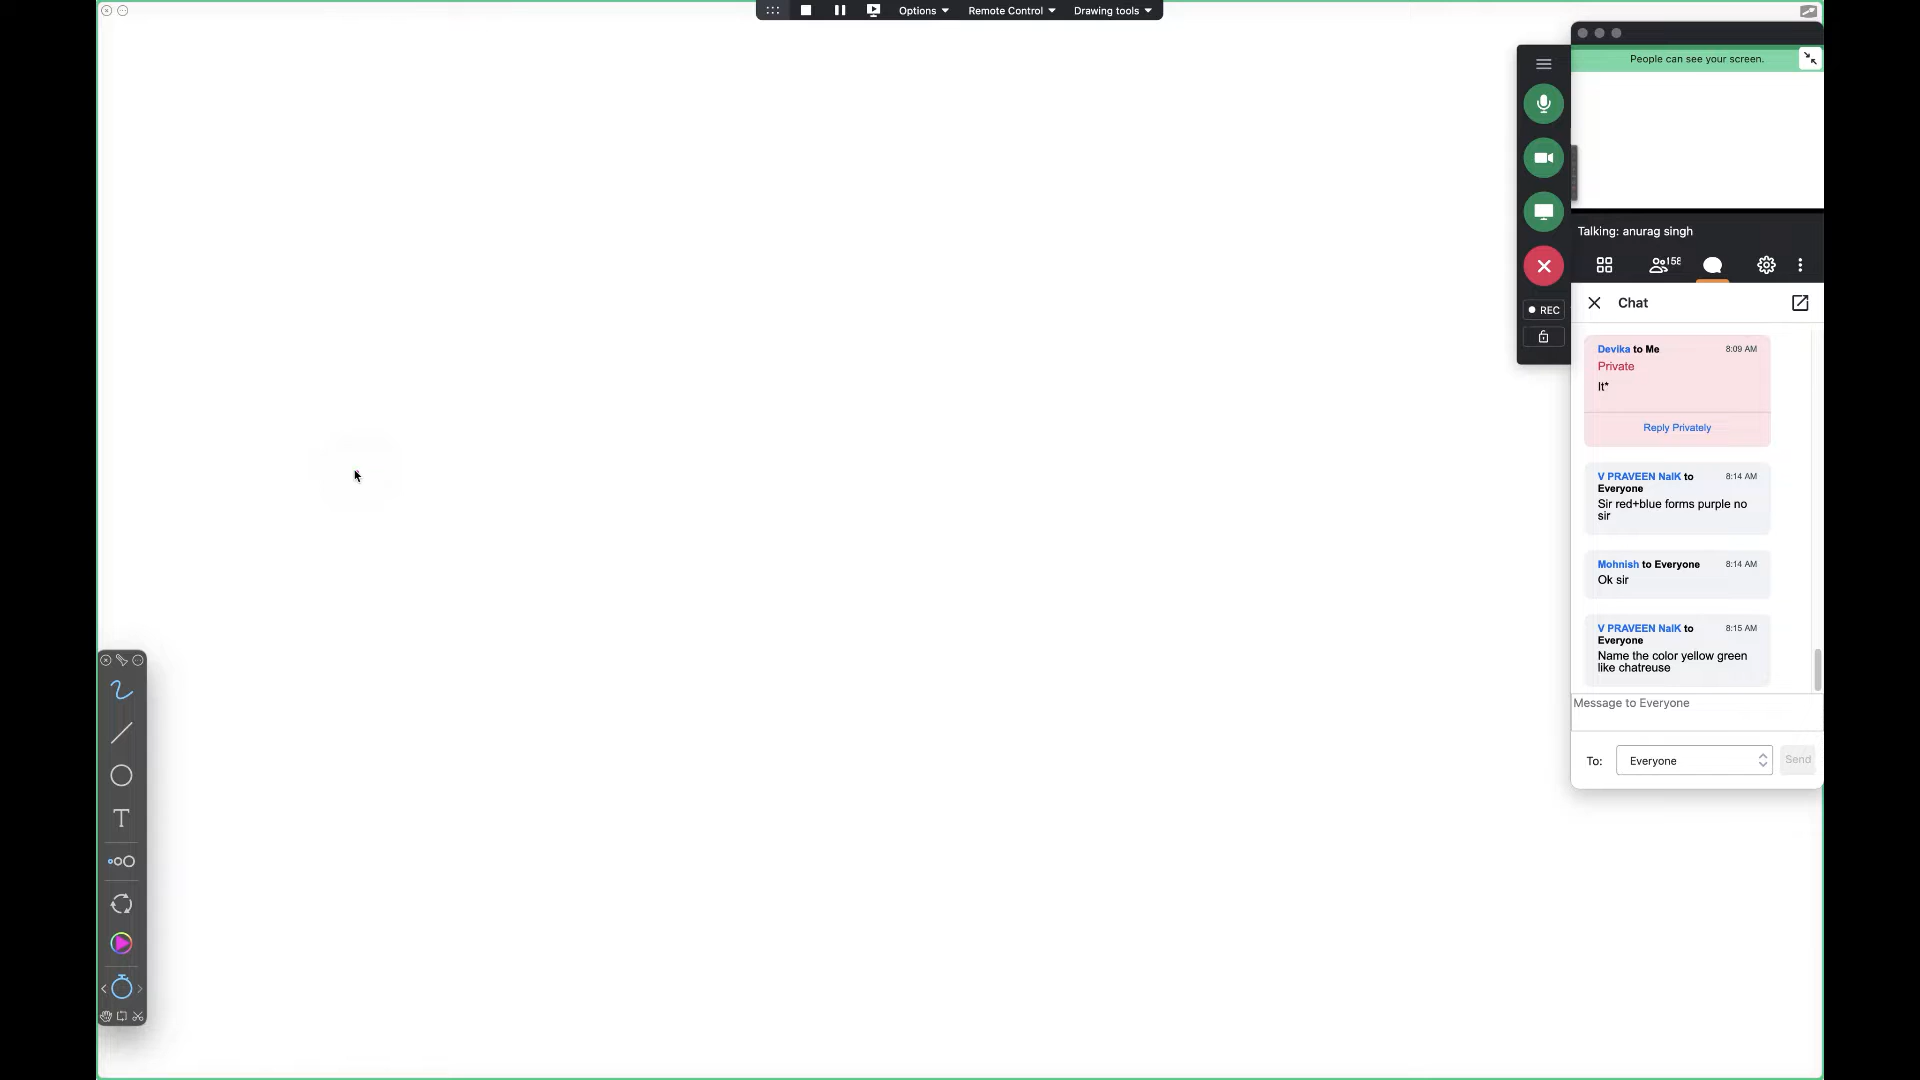 Options
Remote Control
Drawing tools
People can see your screen.
Talking: anurag singh
158
Chat
REC
Devika to Me 8:09 AM
Private
It*
Reply Privately
V PRAVEEN NaIK to 8:14 AM
Everyone
Sir red+blue forms purple no
sir
Mohnish to Everyone 8:14 AM
Ok sir
V PRAVEEN NaIK to 8:15 AM
Everyone
Name the color yellow green
like chatreuse
Message to Everyone
To: Everyone Send
T